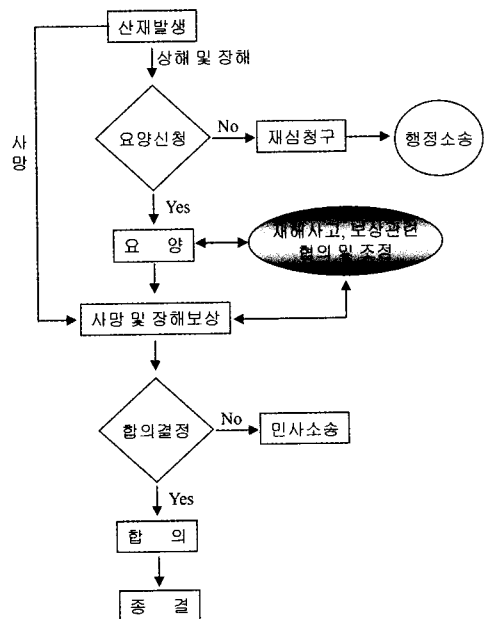 산재발생
상해 및 장해
사
망
요양신청
No
재심청구
행정소송
Yes
요 양
재해사고, 보상관련
협의 및 조정
사망 및 장해보상
합의결정
No
민사소송
Yes
합 의
종 결